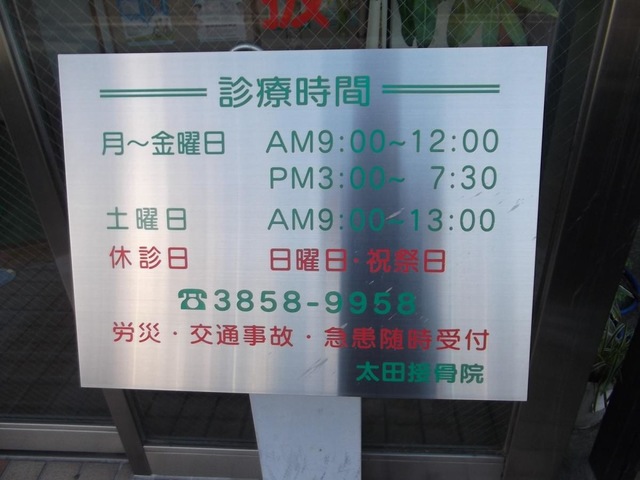 診療時間
月～金曜日 AM9:00~12:00
PM3:00~ 7:30
土曜日 AM9:00~13:00
休診日 日曜日・祝祭日
☎3858-9958
労災・交通事故・急患随時受付
太田接骨院